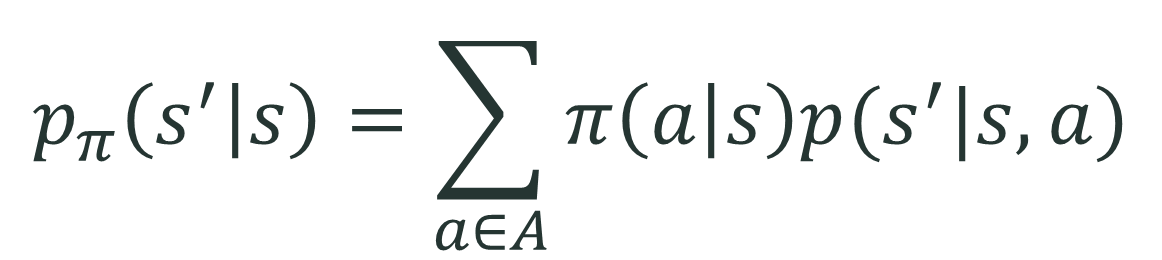 p_π(s′|s) = ∑_{a∈A} π(a|s)p(s′|s, a)